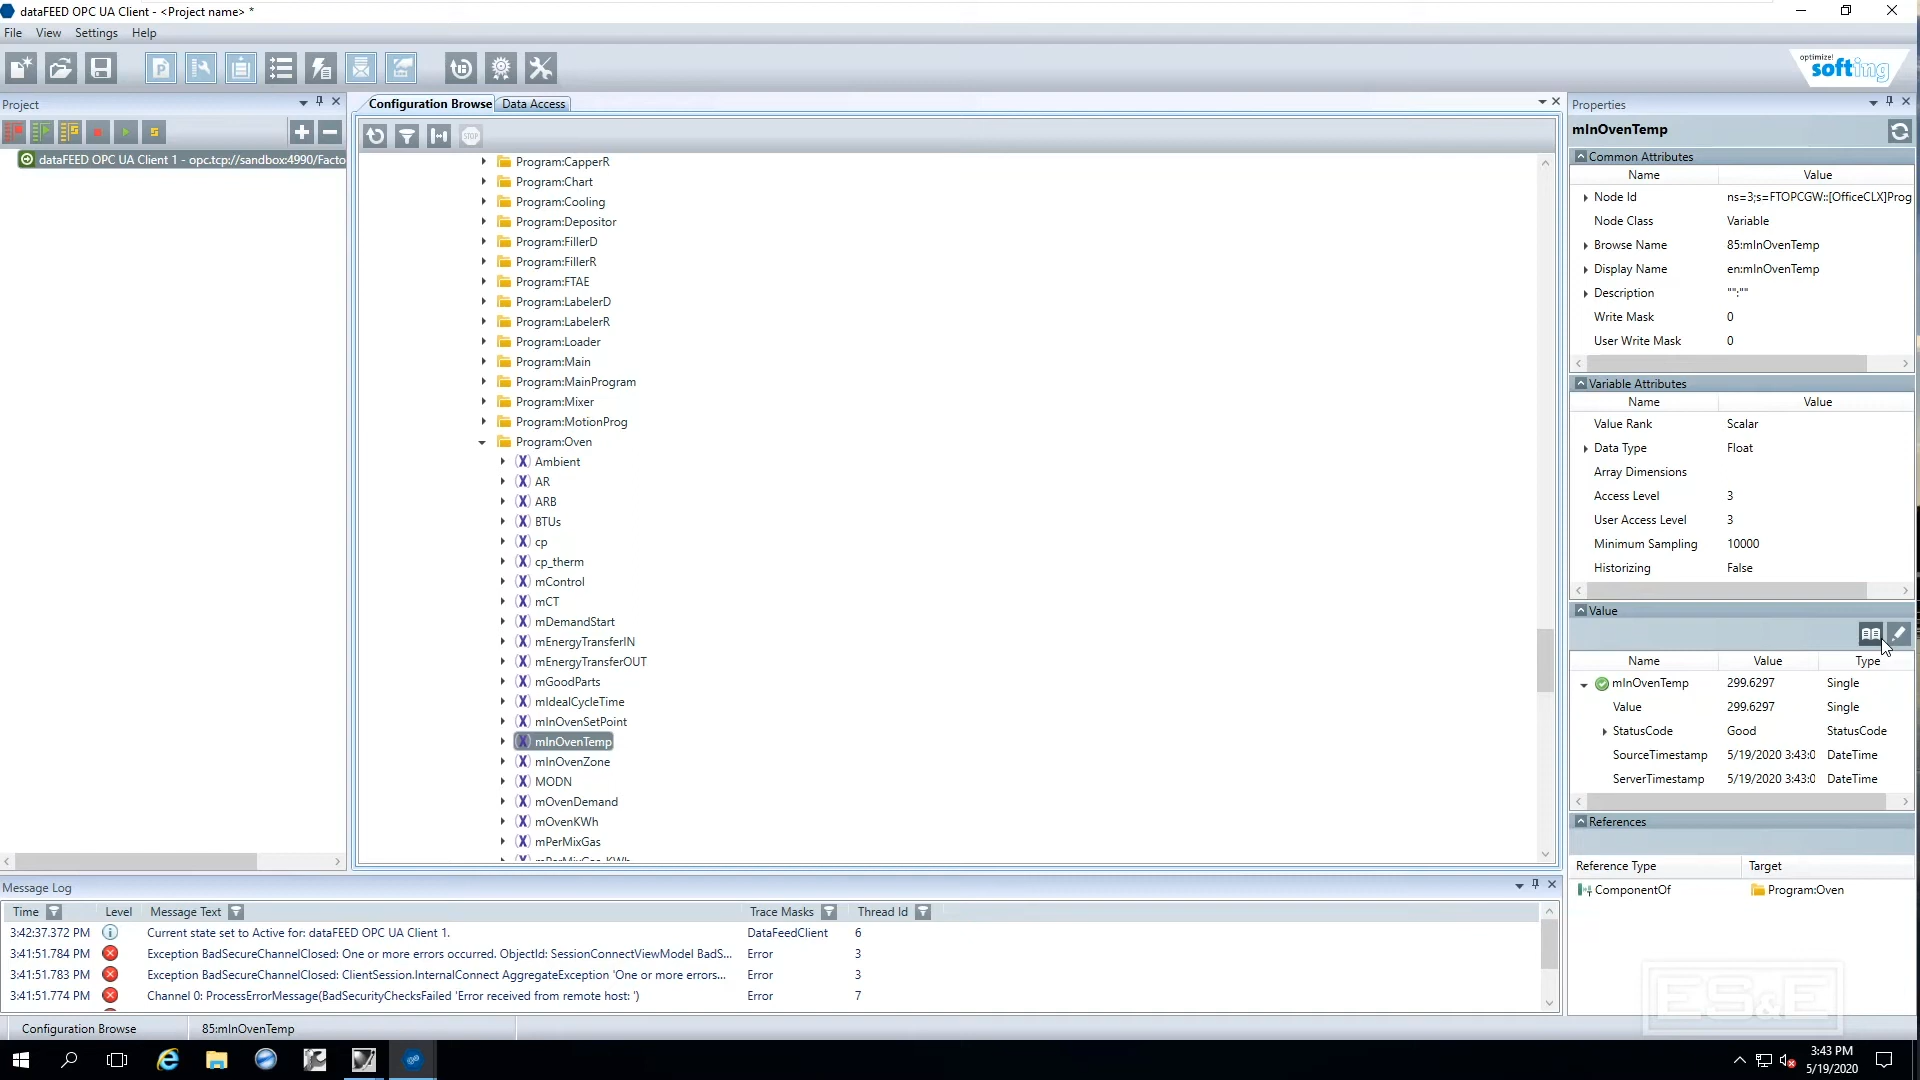 dataFEED OPC UA Client - <Project name> *
File View Settings Help
optimize!
softing
Project
dataFEED OPC UA Client 1 - opc.tcp://sandbox:4990/Facto
Configuration Browse Data Access
STOP
Program:CapperR
Program:Chart
Program:Cooling
Program:Depositor
Program:FillerD
Program:FillerR
Program:FTAE
Program:LabelerD
Program:LabelerR
Program:Loader
Program:Main
Program:MainProgram
Program:Mixer
Program:MotionProg
Program:Oven
Ambient
AR
ARB
BTUs
cp
cp_therm
mControl
mCT
mDemandStart
mEnergyTransferIN
mEnergyTransferOUT
mGoodParts
mIdealCycleTime
mInOvenSetPoint
mInOvenTemp
mInOvenZone
MODN
mOvenDemand
mOvenKWh
mPerMixGas
mPerMixGas_KWh
Properties
mInOvenTemp
Common Attributes
Name Value
Node Id ns=3;s=FTOPCGW::[OfficeCLX]Prog
Node Class Variable
Browse Name 85:mInOvenTemp
Display Name en:mInOvenTemp
Description "":""
Write Mask 0
User Write Mask 0
Variable Attributes
Name Value
Value Rank Scalar
Data Type Float
Array Dimensions
Access Level 3
User Access Level 3
Minimum Sampling 10000
Historizing False
Value
Name Value Type
mInOvenTemp 299.6297 Single
Value 299.6297 Single
StatusCode Good StatusCode
SourceTimestamp 5/19/2020 3:43:0 DateTime
ServerTimestamp 5/19/2020 3:43:0 DateTime
References
Reference Type Target
ComponentOf Program:Oven
Message Log
Time Level Message Text Trace Masks Thread Id
3:42:37.372 PM Current state set to Active for: dataFEED OPC UA Client 1. DataFeedClient 6
3:41:51.784 PM Exception BadSecureChannelClosed: One or more errors occurred. ObjectId: SessionConnectViewModel BadS... Error 3
3:41:51.783 PM Exception BadSecureChannelClosed: ClientSession.InternalConnect AggregateException 'One or more errors... Error 3
3:41:51.774 PM Channel 0: ProcessErrorMessage(BadSecurityChecksFailed 'Error received from remote host: ') Error 7
ES&E
Configuration Browse 85:mInOvenTemp
3:43 PM
5/19/2020